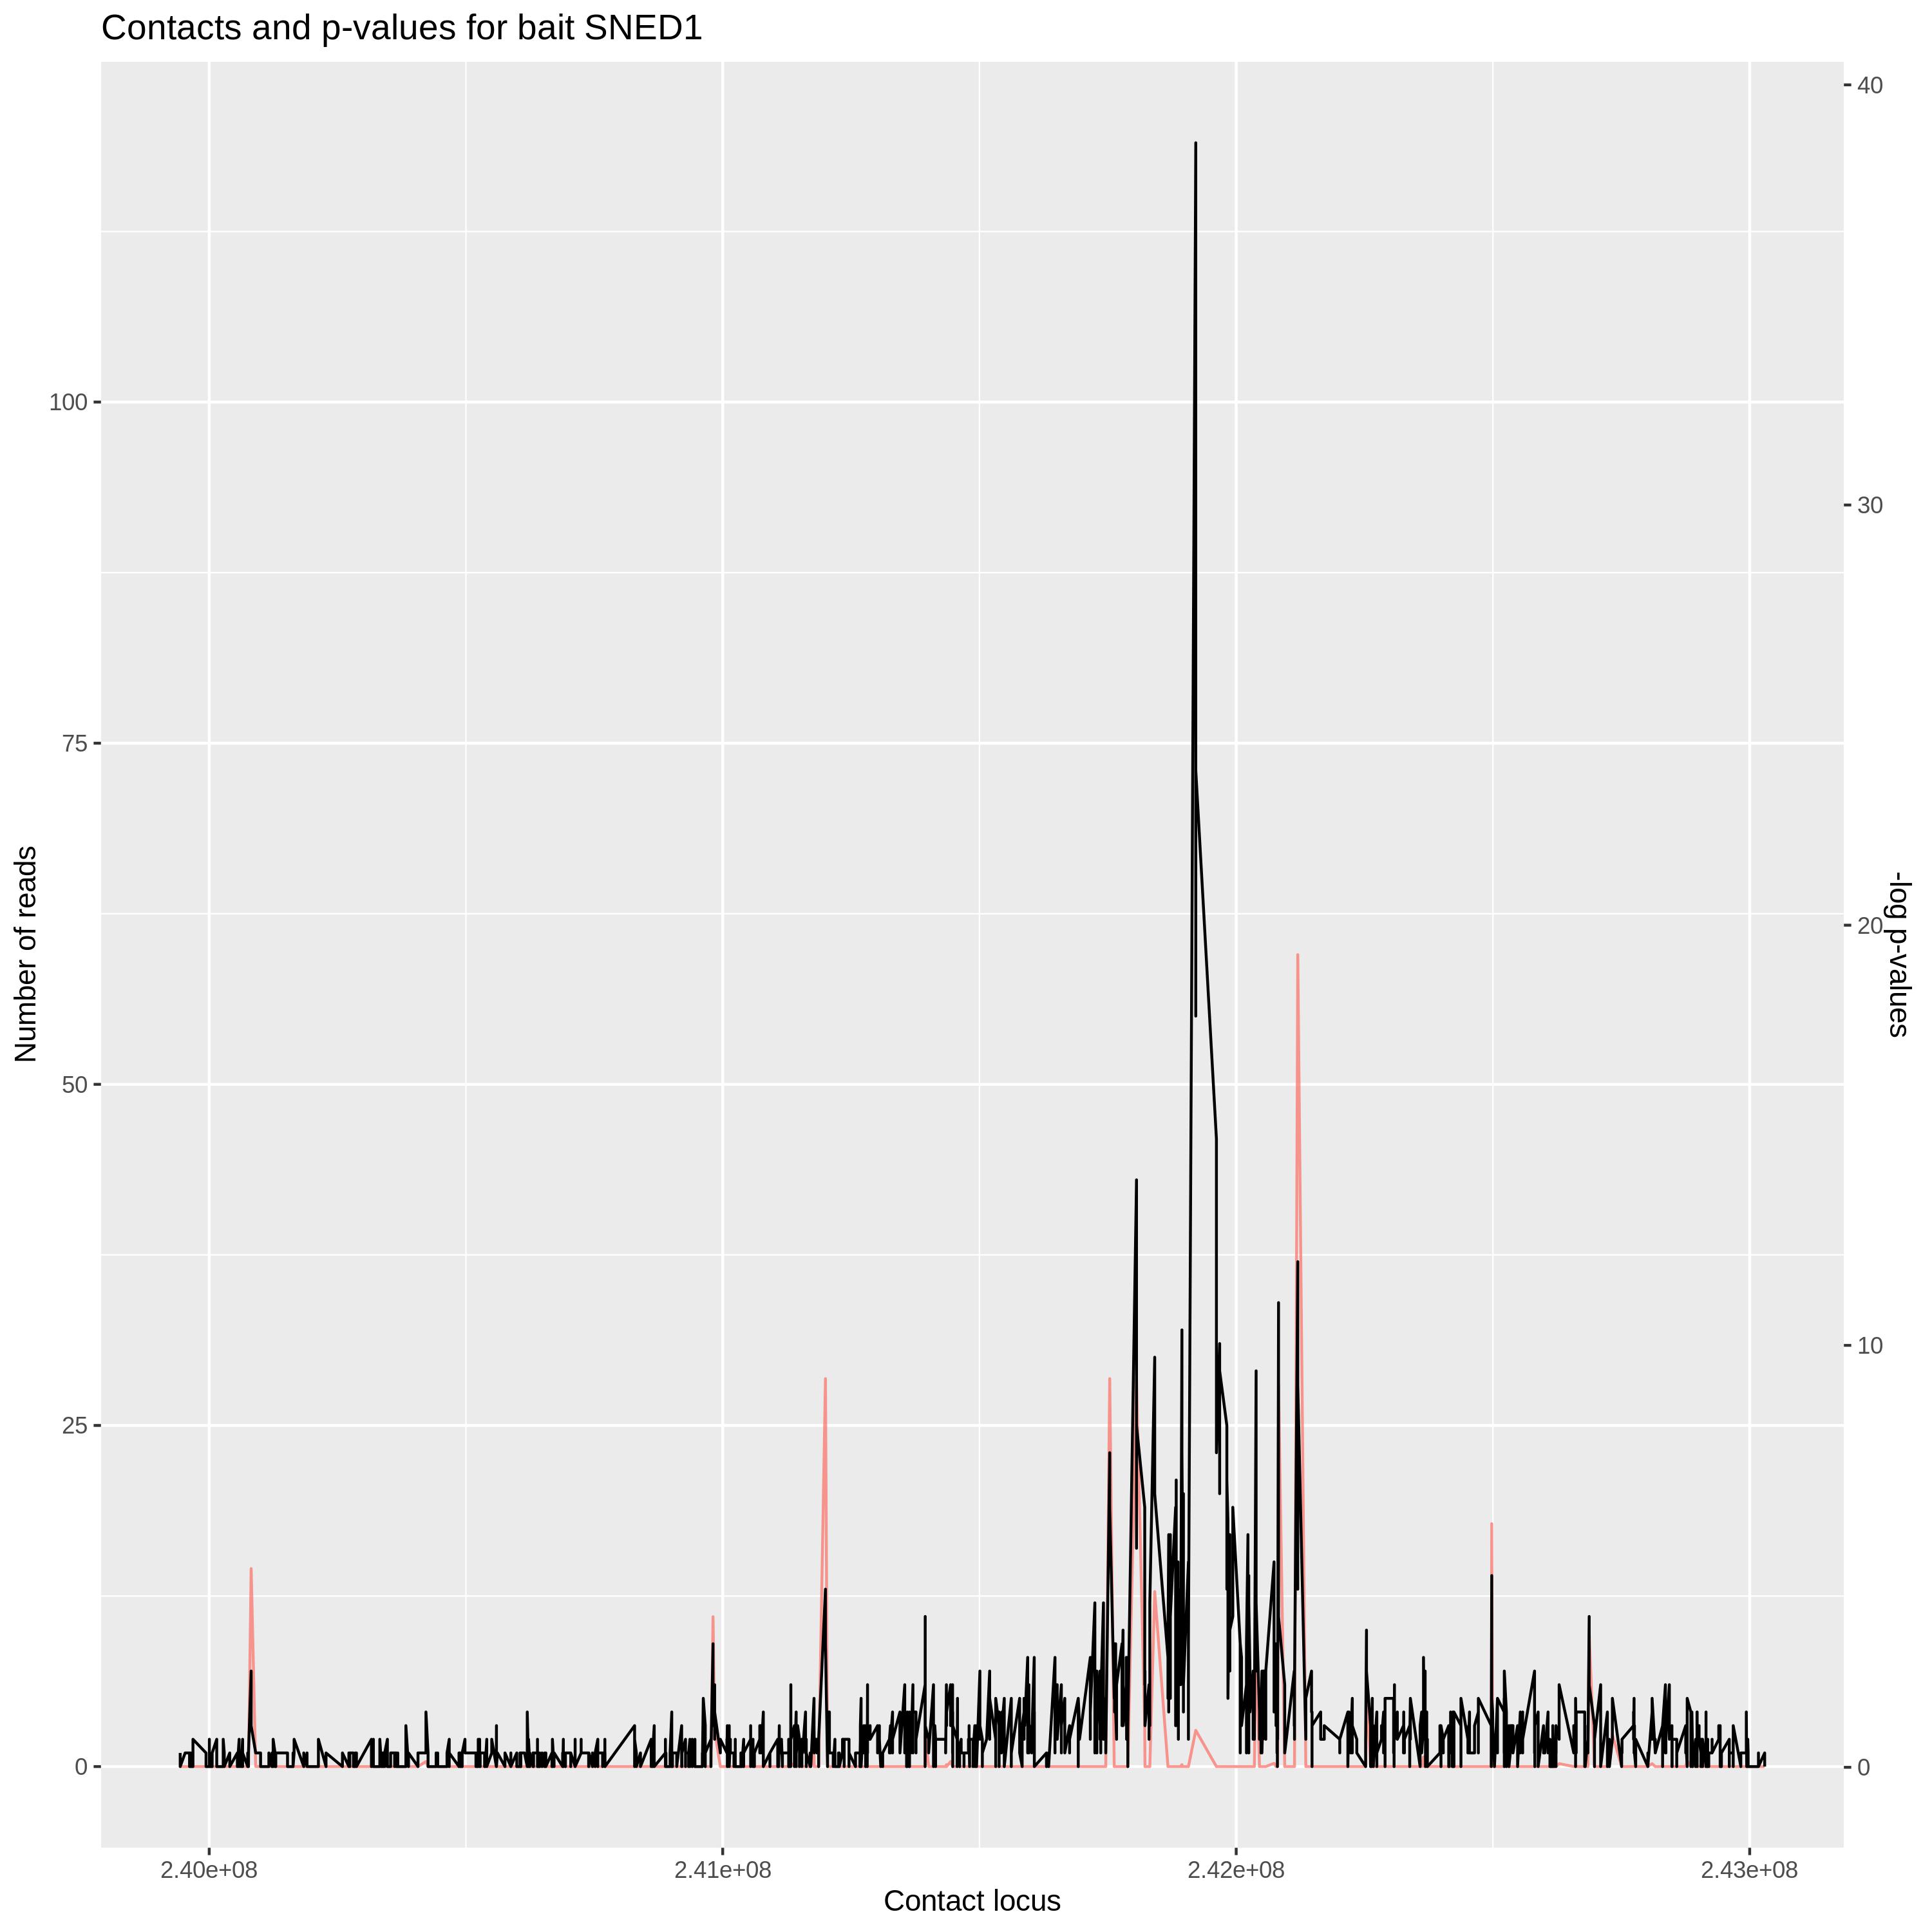 Contacts and p-values for bait SNED1
Number of reads
100
75
50
25
0
40
30
20
10
0
-log p-values
2.40e+08
2.41e+08
2.42e+08
2.43e+08
Contact locus